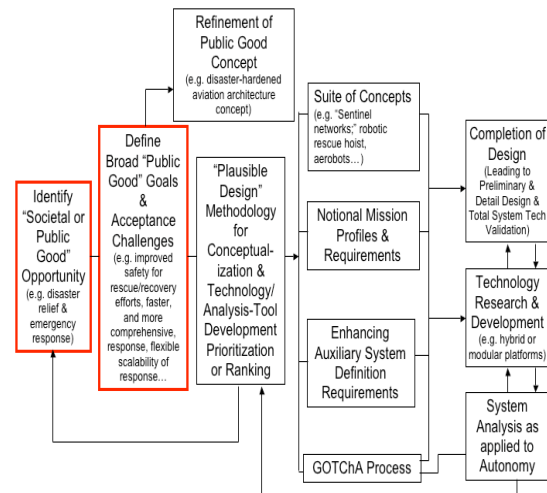 Refinement of
Public Good
Concept
(e.g. disaster-hardened
aviation architecture
concept)
Suite of Concepts
(e.g. “Sentinel
networks;” robotic
rescue hoist,
aerobots…)
Completion of
Design
(Leading to
Preliminary &
Detail Design &
Total System Tech
Validation)
Define
Broad “Public
Good” Goals
&
Acceptance
Challenges
(e.g. improved
safety for
rescue/recovery
efforts, faster,
and more
comprehensive,
response, flexible
scalability of
response…
“Plausible
Design”
Methodology
for
Conceptual-
ization &
Technology/
Analysis-Tool
Development
Prioritization
or Ranking
Identify
“Societal or
Public
Good”
Opportunity
(e.g. disaster
relief &
emergency
response)
Notional Mission
Profiles &
Requirements
Technology
Research &
Development
(e.g. hybrid or
modular platforms)
Enhancing
Auxiliary System
Definition
Requirements
System
Analysis as
applied to
Autonomy
GOTChA Process